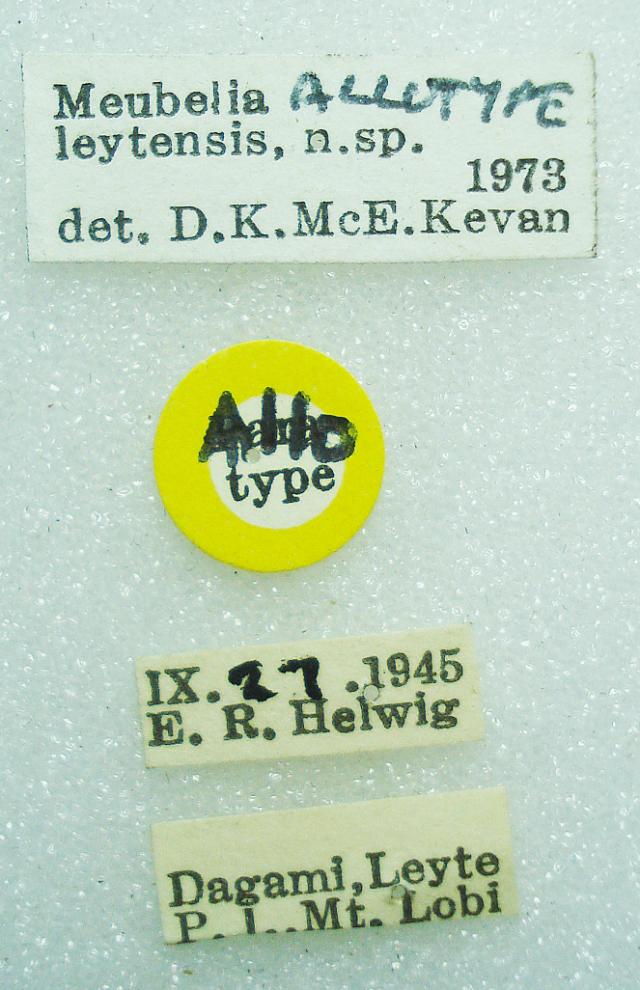 Meubelia ALLOTYPE
leytensis, n.sp.
1973
det. D.K.McE.Kevan
Allo
type
IX.27.1945
E. R. Helwig
Dagami, Leyte
P. I., Mt. Lobi